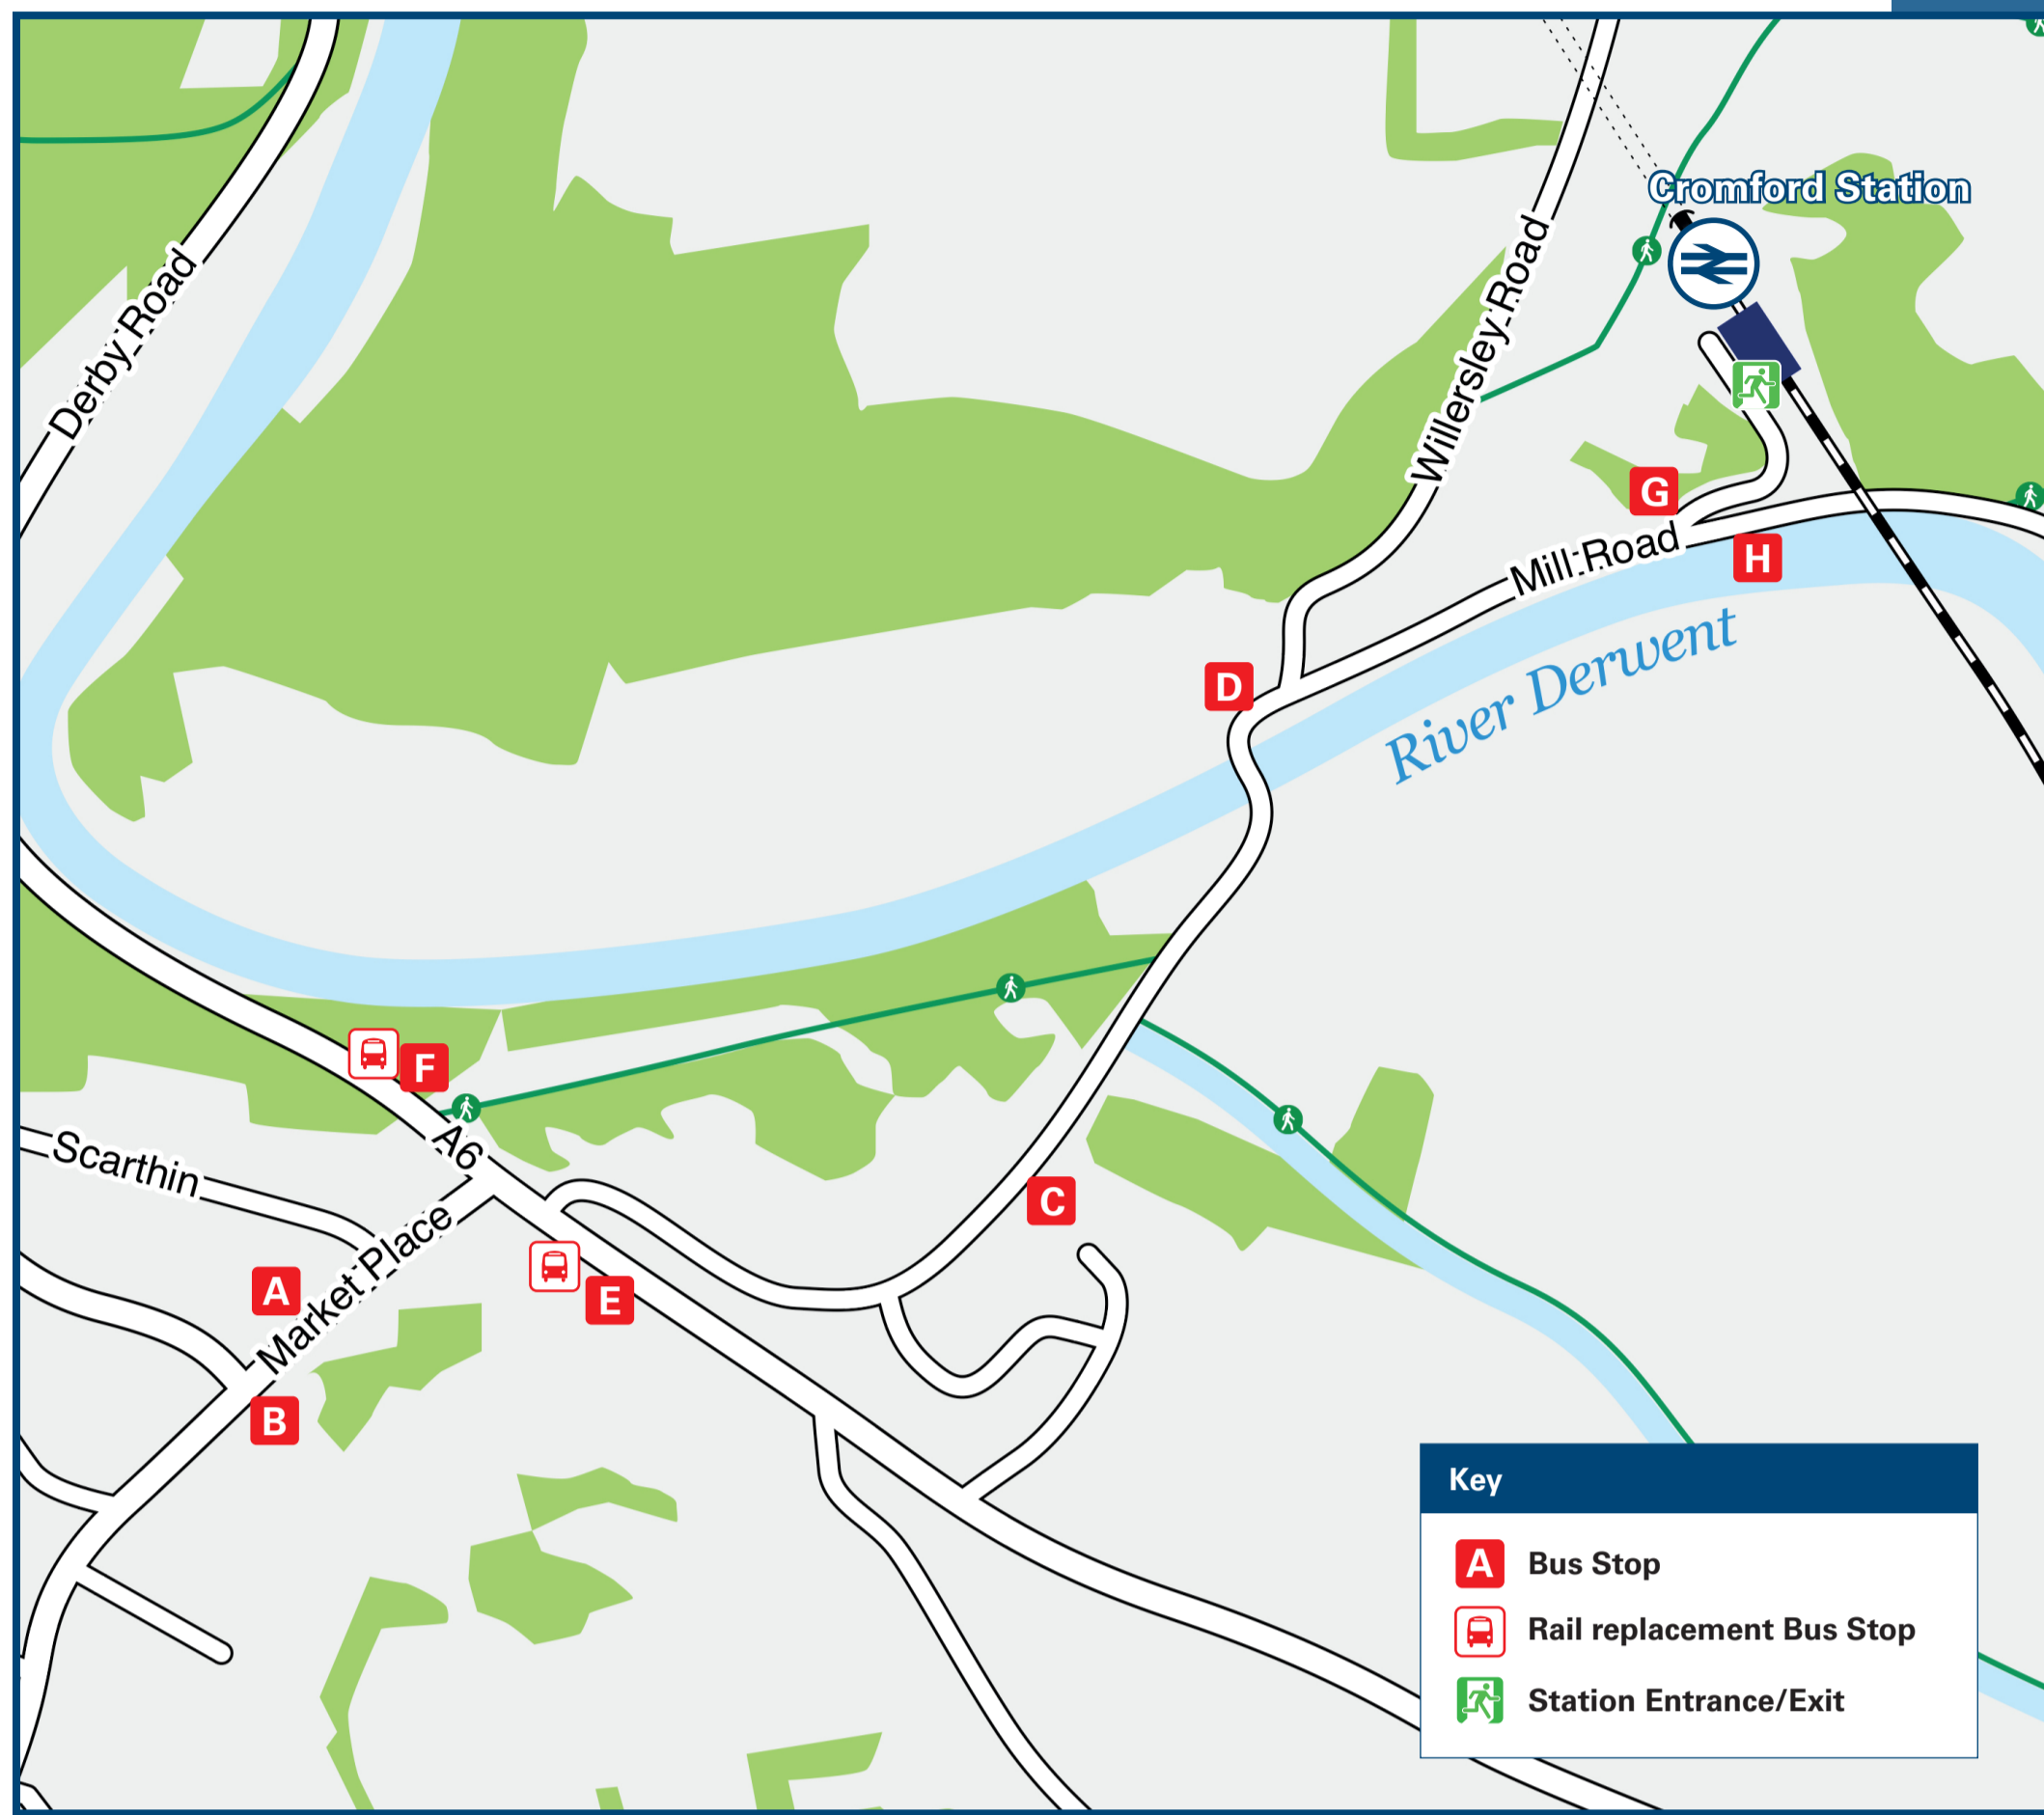 Cromford Station
Derby Road
Willersley Road
G
Mill Road
H
River Derwent
D
F
A6
Scarthin
C
Market Place
A
E
B
Key
A Bus Stop
Rail replacement Bus Stop
Station Entrance/Exit